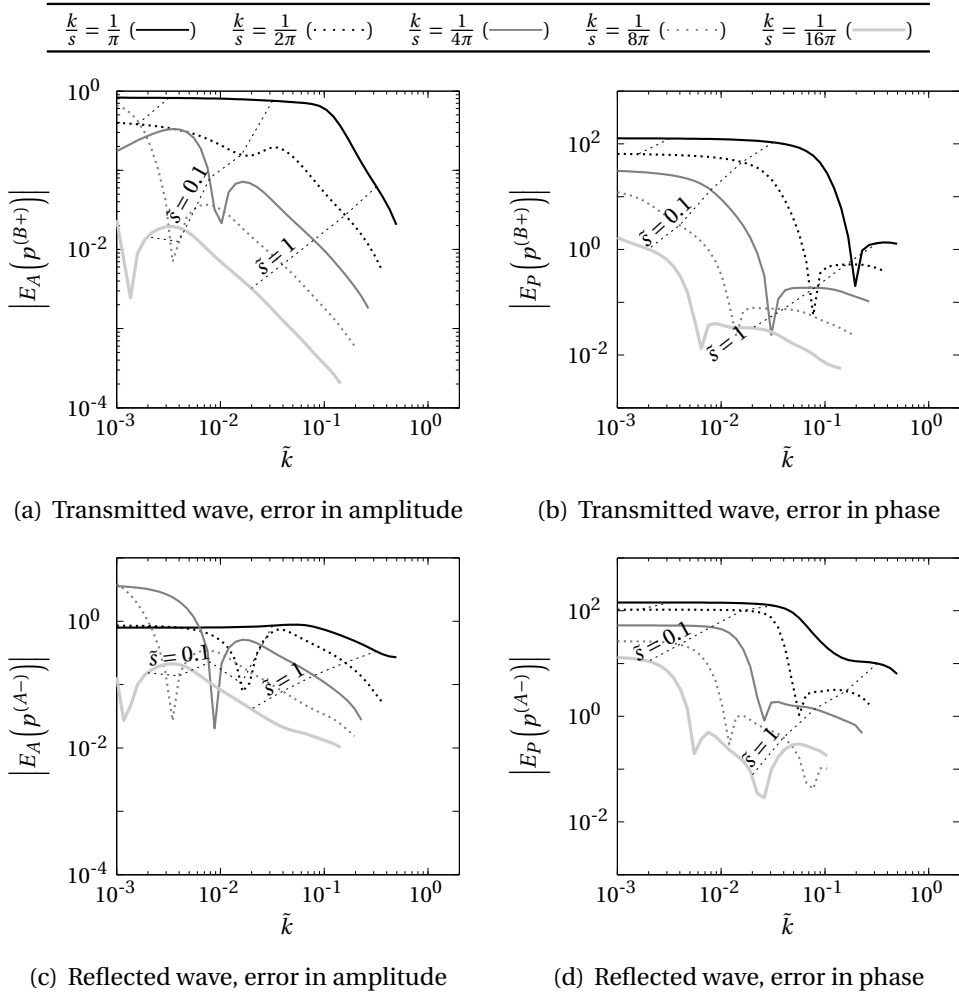 k/s = 1/π ( ) k/s = 1/2π ( ) k/s = 1/4π ( ) k/s = 1/8π ( ) k/s = 1/16π ( )
|E_A(p^(B+))|
10^0
10^-2
10^-4
s̃ = 0.1
s̃ = 1
10^-3 10^-2 10^-1 10^0
k̃
(a) Transmitted wave, error in amplitude
|E_P(p^(B+))|
10^2
10^0
10^-2
s̃ = 0.1
s̃ = 1
10^-3 10^-2 10^-1 10^0
k̃
(b) Transmitted wave, error in phase
|E_A(p^(A−))|
10^0
10^-2
10^-4
s̃ = 0.1
s̃ = 1
10^-3 10^-2 10^-1 10^0
k̃
(c) Reflected wave, error in amplitude
|E_P(p^(A−))|
10^2
10^0
10^-2
s̃ = 0.1
s̃ = 1
10^-3 10^-2 10^-1 10^0
k̃
(d) Reflected wave, error in phase